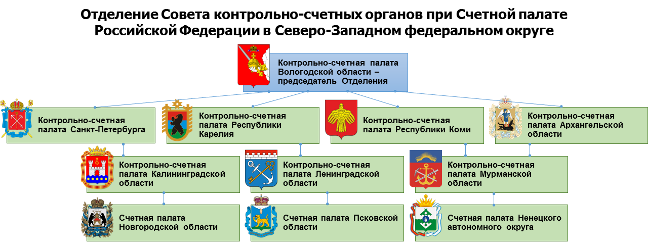 Отделение Совета контрольно-счетных органов при Счетной палате
Российской Федерации в Северо-Западном федеральном округе
Контрольно-счетная палата
Вологодской области –
председатель Отделения
Контрольно-счетная
палата Санкт-Петербурга
Контрольно-счетная
палата Республики
Карелия
Контрольно-счетная
палата Республики Коми
Контрольно-счетная
палата Архангельской
области
Контрольно-счетная
палата Калининградской
области
Контрольно-счетная
палата Ленинградской
области
Контрольно-счетная
палата Мурманской
области
Счетная палата
Новгородской области
Счетная палата Псковской
области
Счетная палата Ненецкого
автономного округа